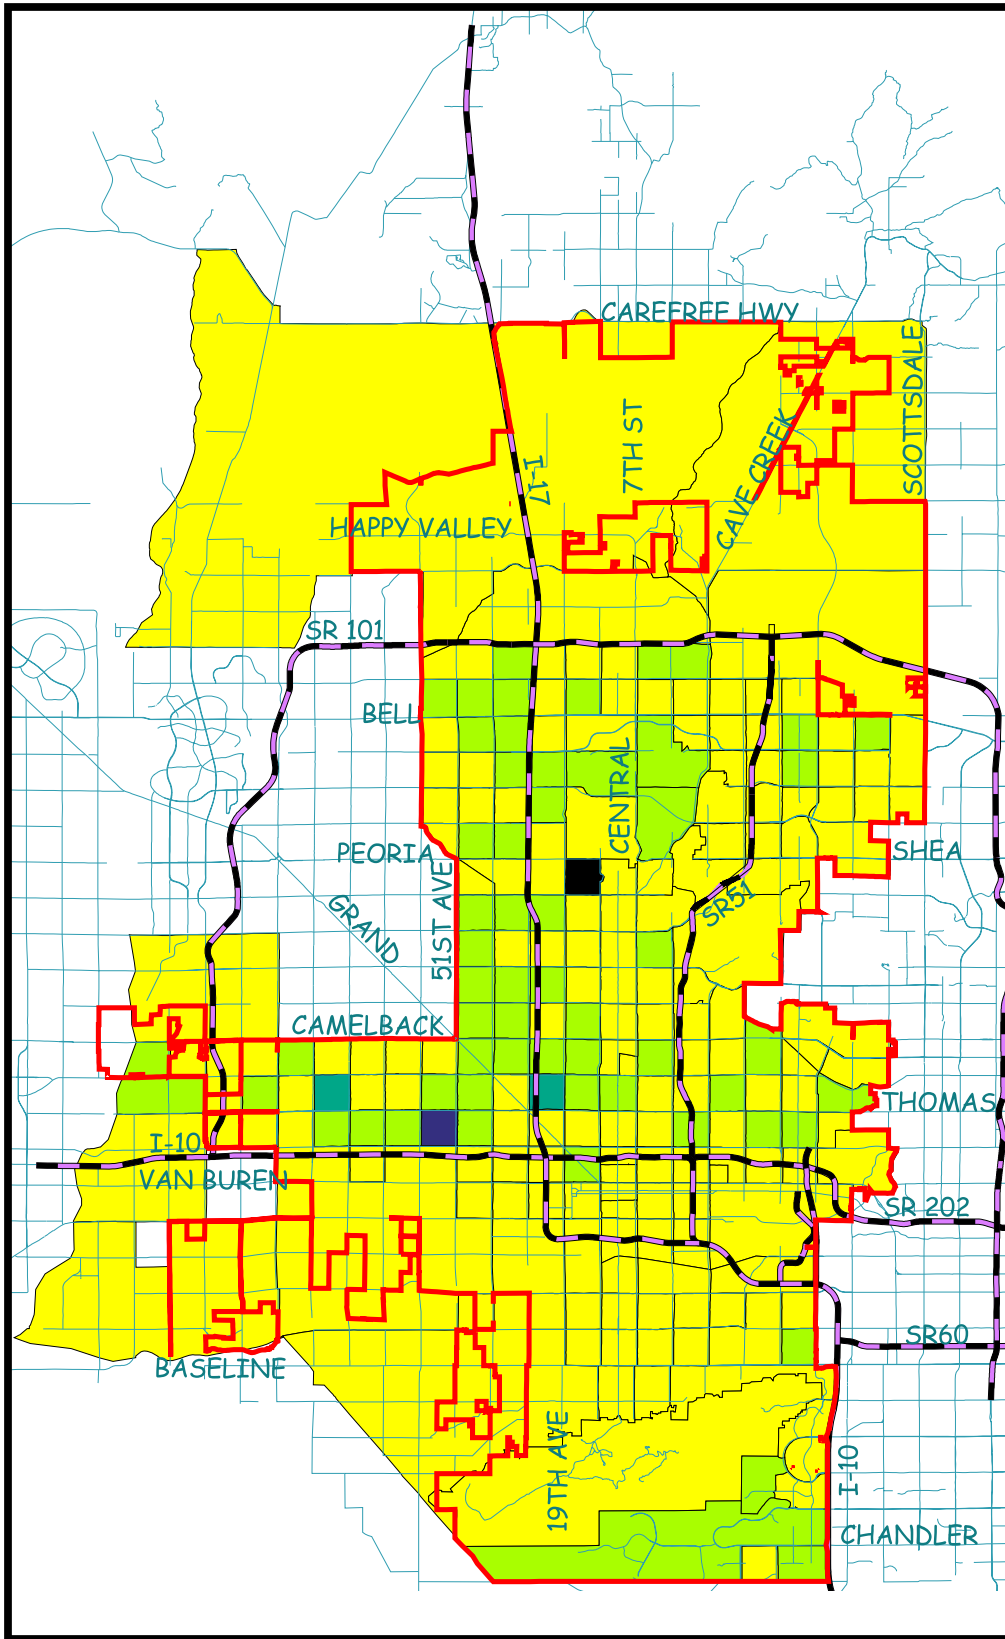 CAREFREE HWY
SCOTTSDALE
7TH ST
CAVE CREEK
I-17
HAPPY VALLEY
SR 101
BELL
CENTRAL
PEORIA
SHEA
51ST AVE
GRAND
SR51
CAMELBACK
THOMAS
I-10
VAN BUREN
SR 202
SR60
BASELINE
19TH AVE
I-10
CHANDLER